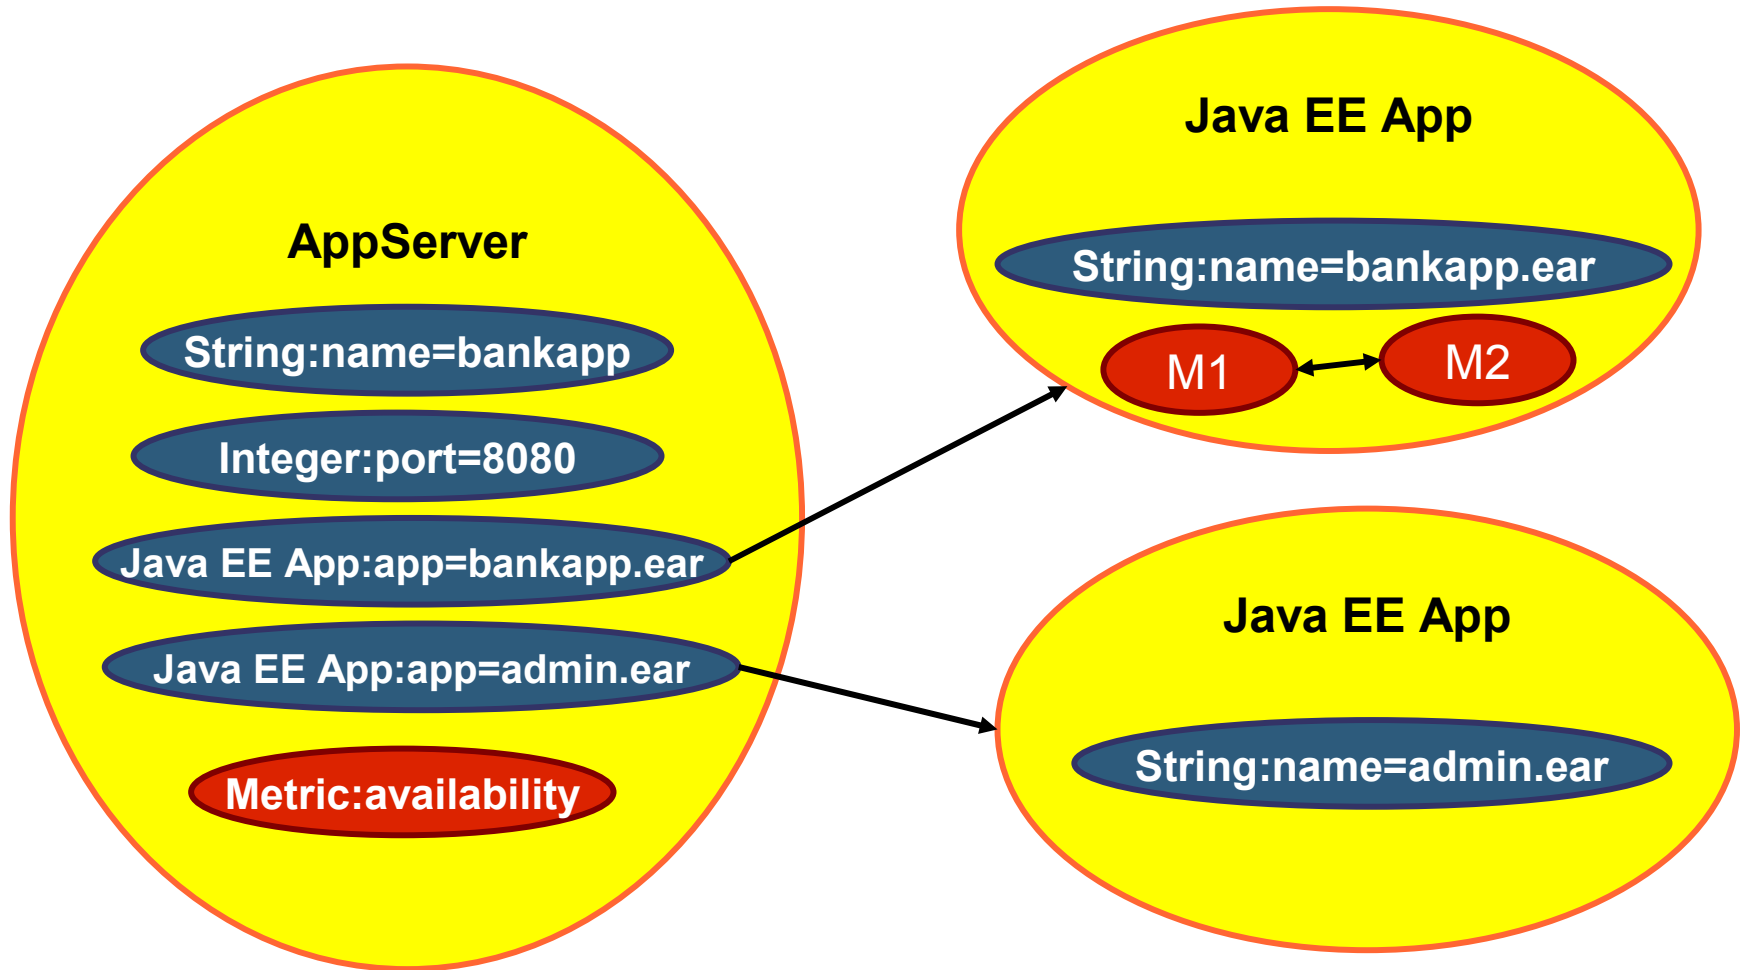 AppServer
String:name=bankapp
Integer:port=8080
Java EE App:app=bankapp.ear
Java EE App:app=admin.ear
Metric:availability
Java EE App
String:name=bankapp.ear
M1
M2
Java EE App
String:name=admin.ear